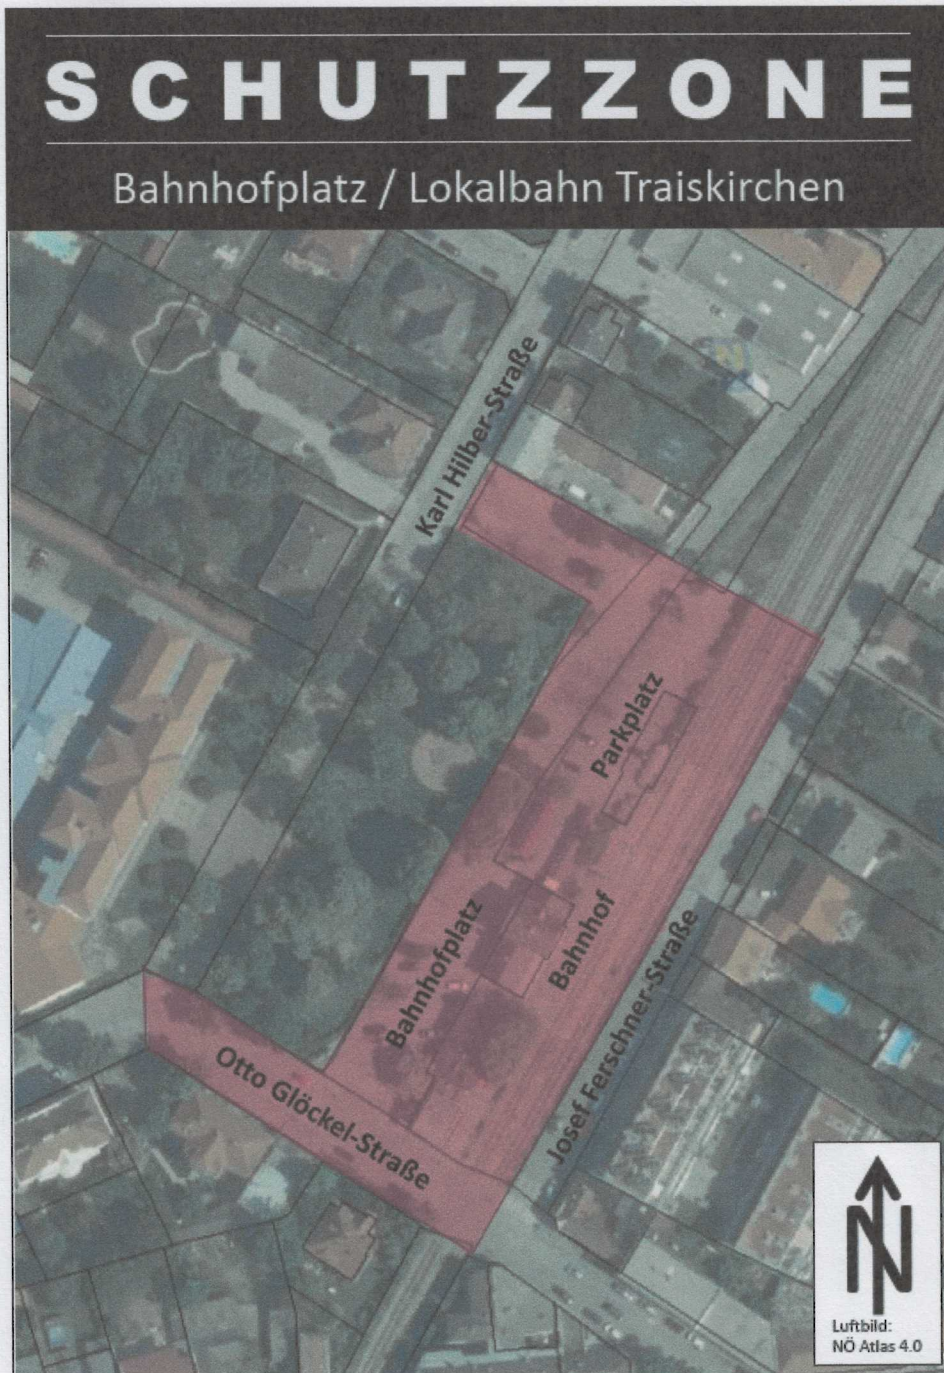 SCHUTZZONE
Bahnhofplatz / Lokalbahn Traiskirchen
Karl Hilber-Straße
Parkplatz
Bahnhofplatz
Bahnhof
Josef Ferschner-Straße
Otto Glöckel-Straße
N
Luftbild:
NÖ Atlas 4.0